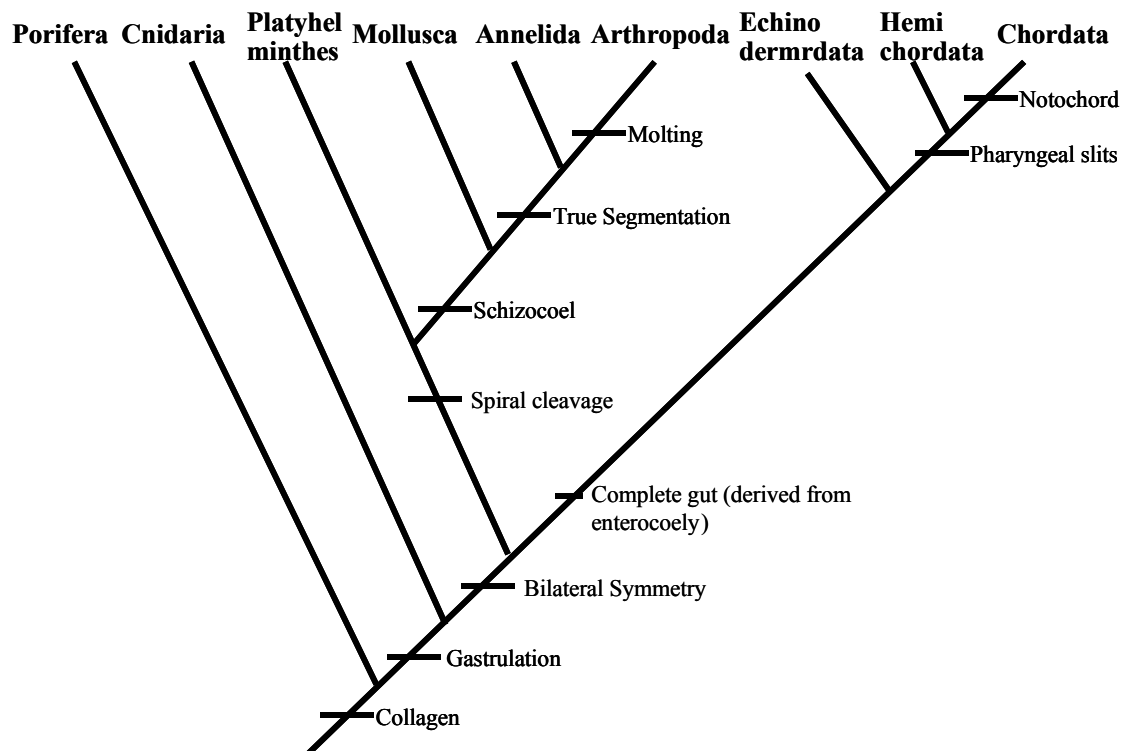 Porifera Cnidaria Platyhel Mollusca Annelida Arthropoda Echino Hemi Chordata
minthes dermrdata chordata
Notochord
Molting
Pharyngeal slits
True Segmentation
Schizocoel
Spiral cleavage
Complete gut (derived from
enterocoely)
Bilateral Symmetry
Gastrulation
Collagen